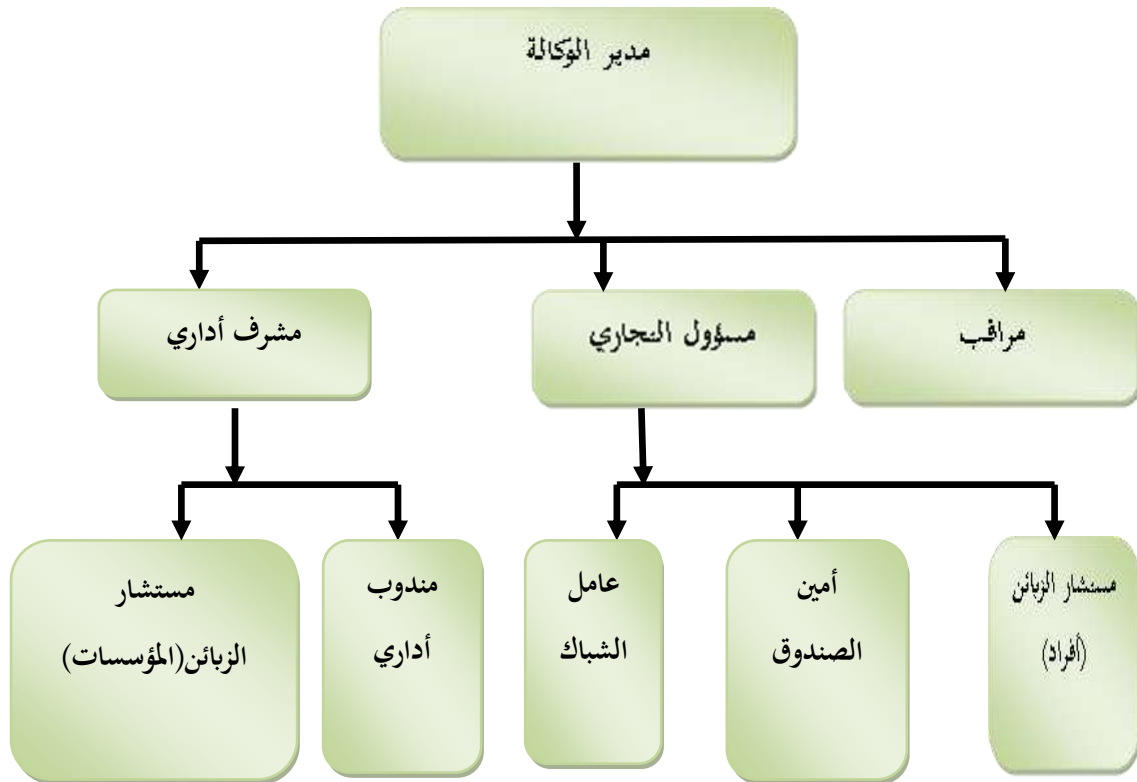 مدير الوكالة
مراقب
مسؤول التجاري
مشرف أداري
مستشار الزبائن
(أفراد)
أمين
الصندوق
عامل
الشباك
مندوب
أداري
مستشار
الزبائن(المؤسسات)